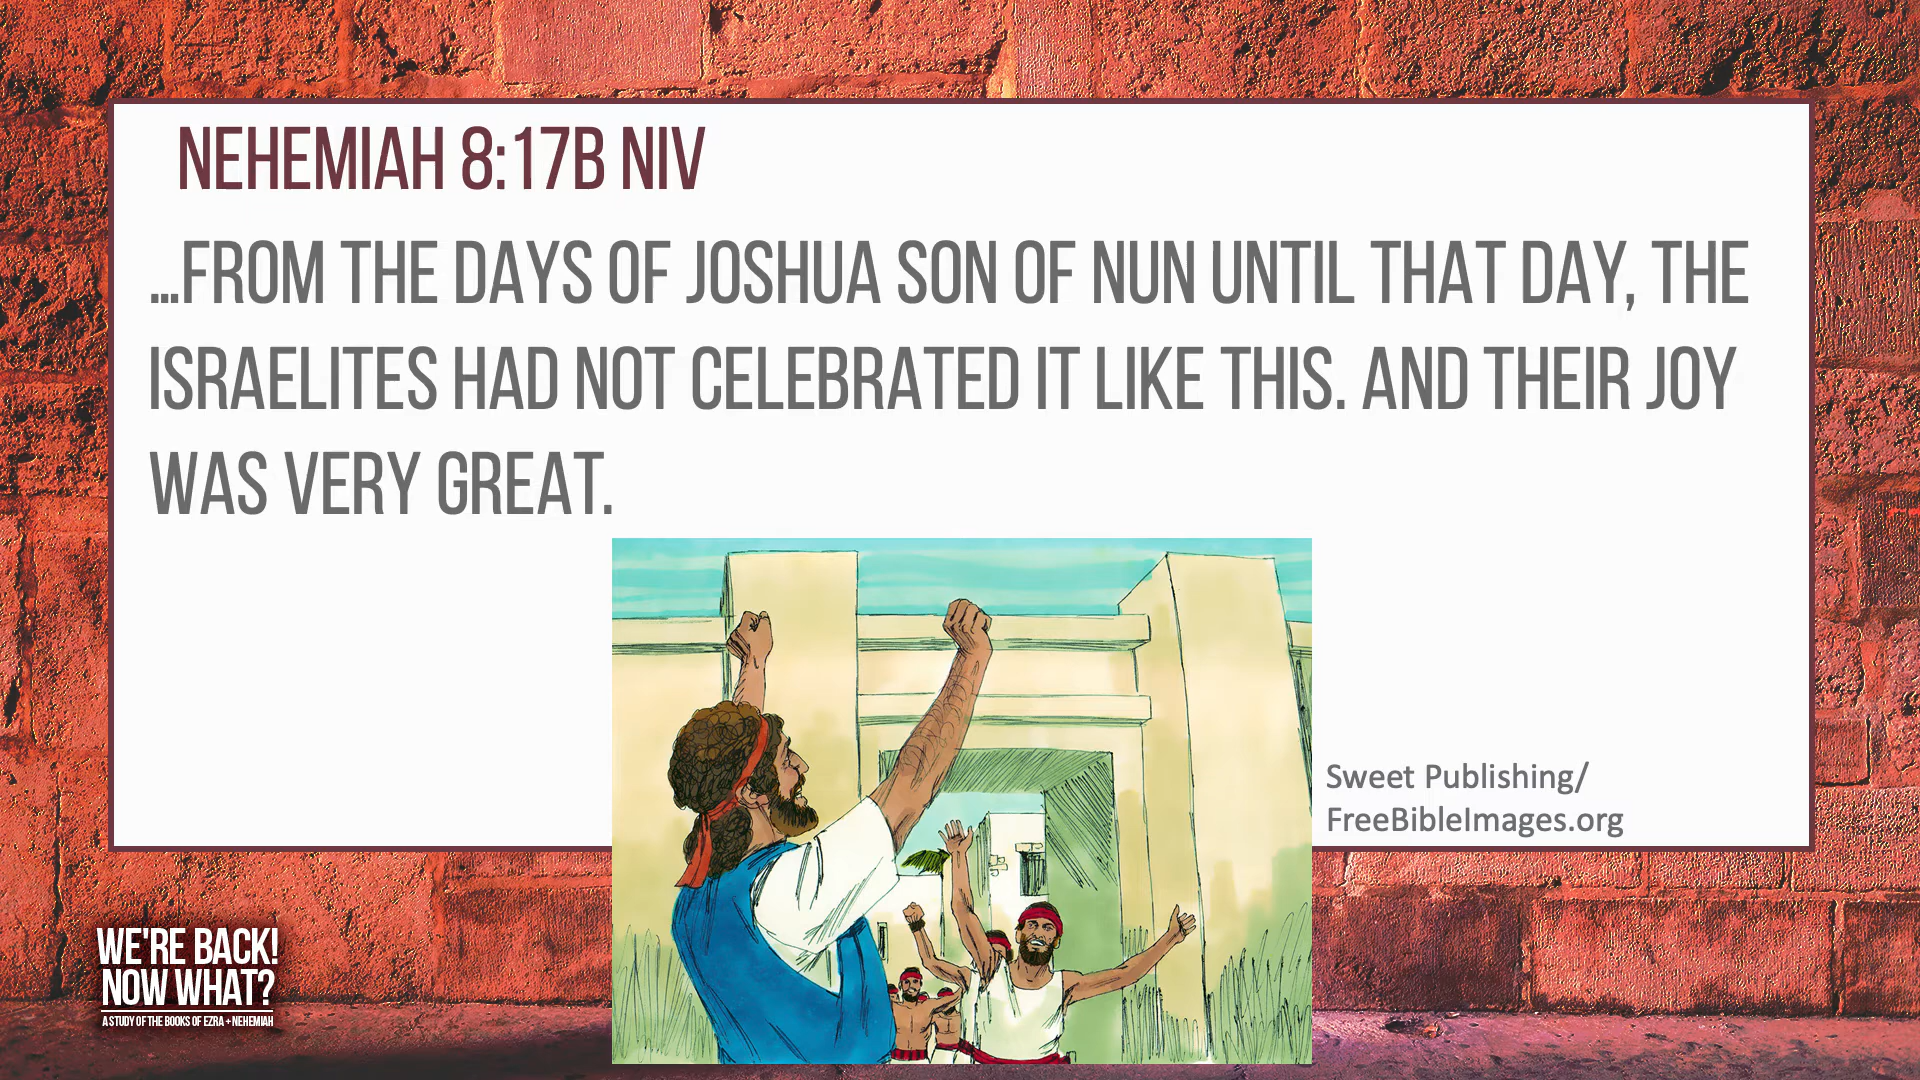 NEHEMIAH 8:17B NIV
...FROM THE DAYS OF JOSHUA SON OF NUN UNTIL THAT DAY, THE
ISRAELITES HAD NOT CELEBRATED IT LIKE THIS. AND THEIR JOY
WAS VERY GREAT.
Sweet Publishing/
FreeBibleImages.org
WE'RE BACK!
NOW WHAT?
A STUDY OF THE BOOKS OF EZRA + NEHEMIAH